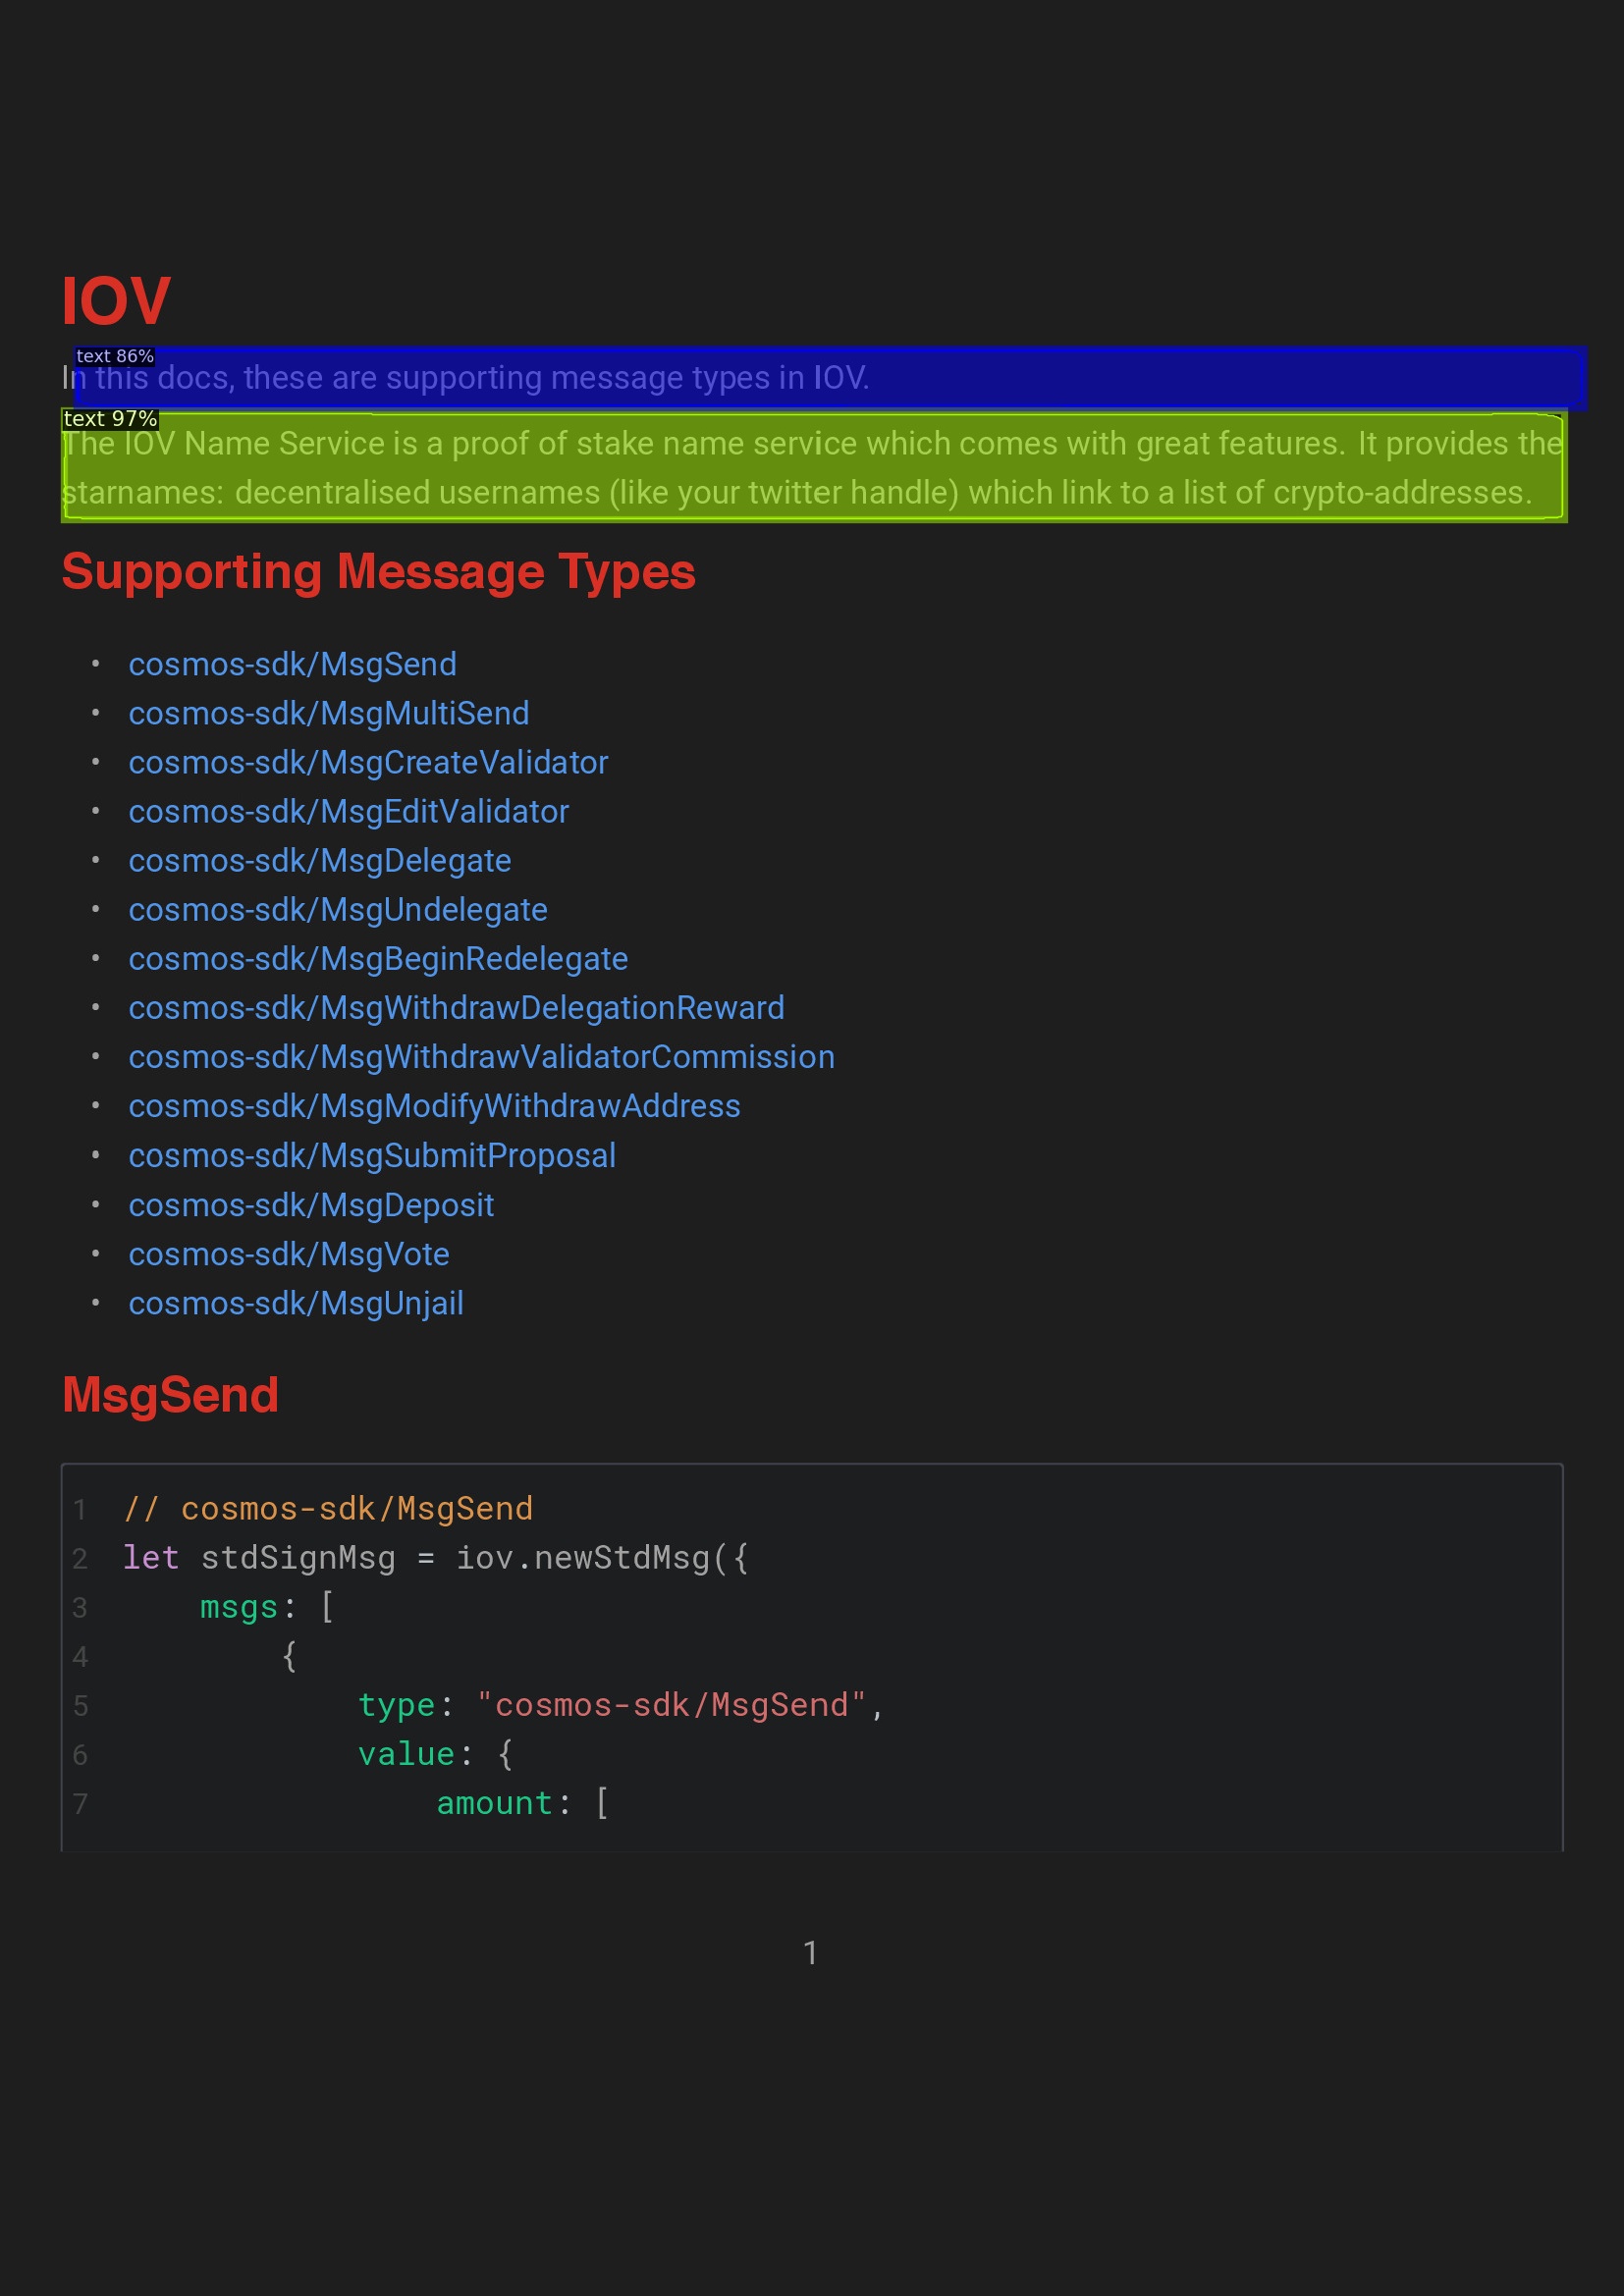 IOV
text 86%
In this docs, these are supporting message types in IOV.
text 97%
The IOV Name Service is a proof of stake name service which comes with great features. It provides the
starnames: decentralised usernames (like your twitter handle) which link to a list of crypto-addresses.
Supporting Message Types
• cosmos-sdk/MsgSend
• cosmos-sdk/MsgMultiSend
• cosmos-sdk/MsgCreateValidator
• cosmos-sdk/MsgEditValidator
• cosmos-sdk/MsgDelegate
• cosmos-sdk/MsgUndelegate
• cosmos-sdk/MsgBeginRedelegate
• cosmos-sdk/MsgWithdrawDelegationReward
• cosmos-sdk/MsgWithdrawValidatorCommission
• cosmos-sdk/MsgModifyWithdrawAddress
• cosmos-sdk/MsgSubmitProposal
• cosmos-sdk/MsgDeposit
• cosmos-sdk/MsgVote
• cosmos-sdk/MsgUnjail
MsgSend
1 // cosmos-sdk/MsgSend
2 let stdSignMsg = iov.newStdMsg({
3     msgs: [
4         {
5             type: "cosmos-sdk/MsgSend",
6             value: {
7                 amount: [
1